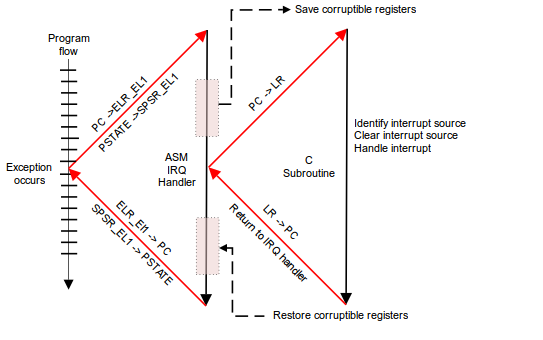 Save corruptible registers
Program
flow
PC ->ELR_EL1
PSTATE ->SPSR_EL1
PC -> LR
Identify interrupt source
Clear interrupt source
Handle interrupt
ASM
IRQ
Handler
C
Subroutine
Exception
occurs
ELR_El1 -> PC
SPSR_EL1 -> PSTATE
LR -> PC
Return to IRQ handler
Restore corruptible registers